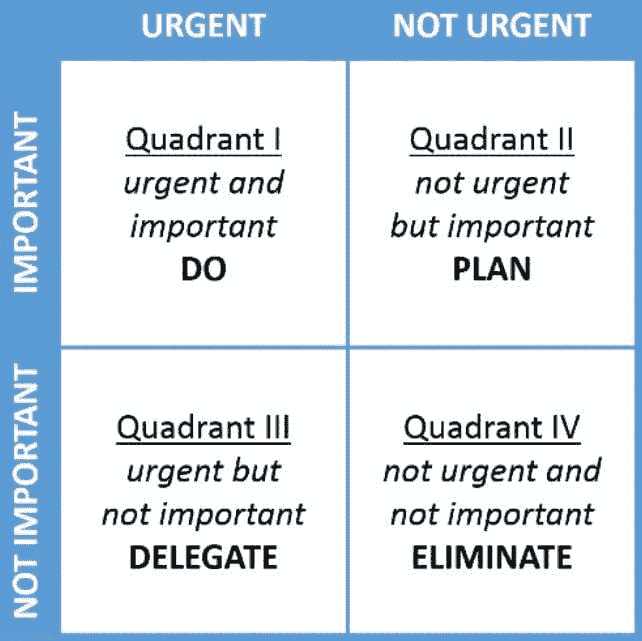 URGENT
NOT URGENT
IMPORTANT
Quadrant I
urgent and
important
DO
Quadrant II
not urgent
but important
PLAN
NOT IMPORTANT
Quadrant III
urgent but
not important
DELEGATE
Quadrant IV
not urgent and
not important
ELIMINATE